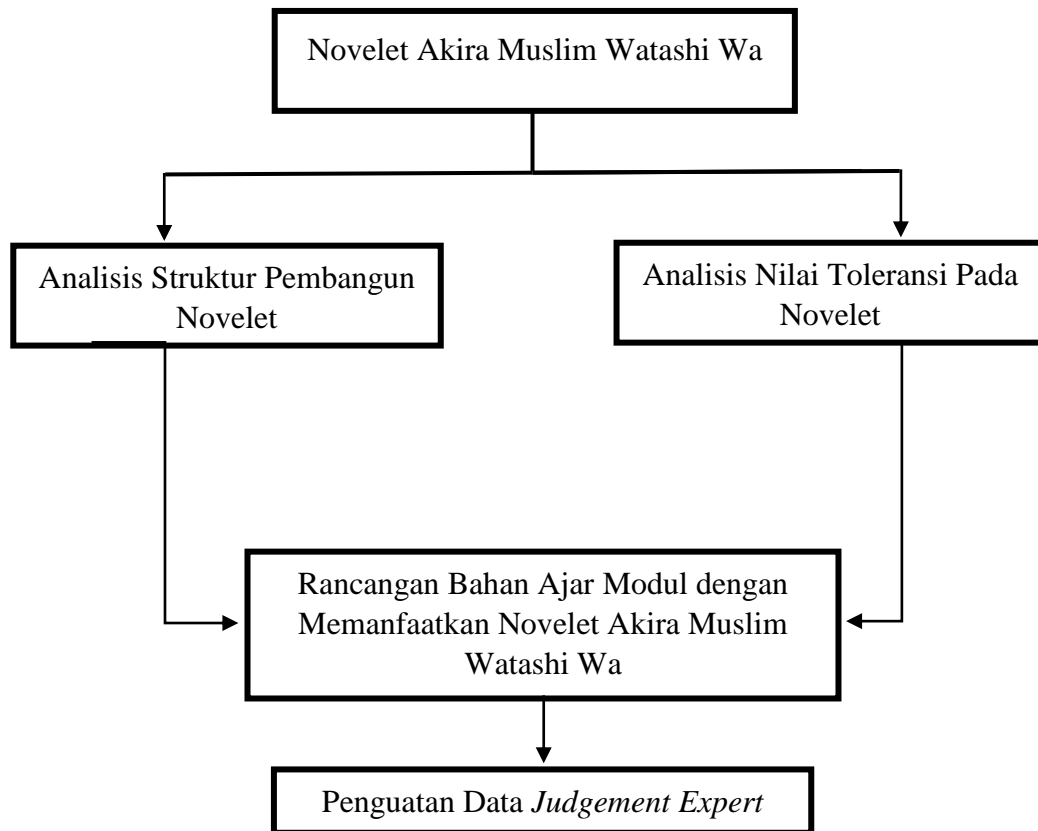 Novelet Akira Muslim Watashi Wa
Analisis Struktur Pembangun
Novelet
Analisis Nilai Toleransi Pada
Novelet
Rancangan Bahan Ajar Modul dengan
Memanfaatkan Novelet Akira Muslim
Watashi Wa
Penguatan Data Judgement Expert